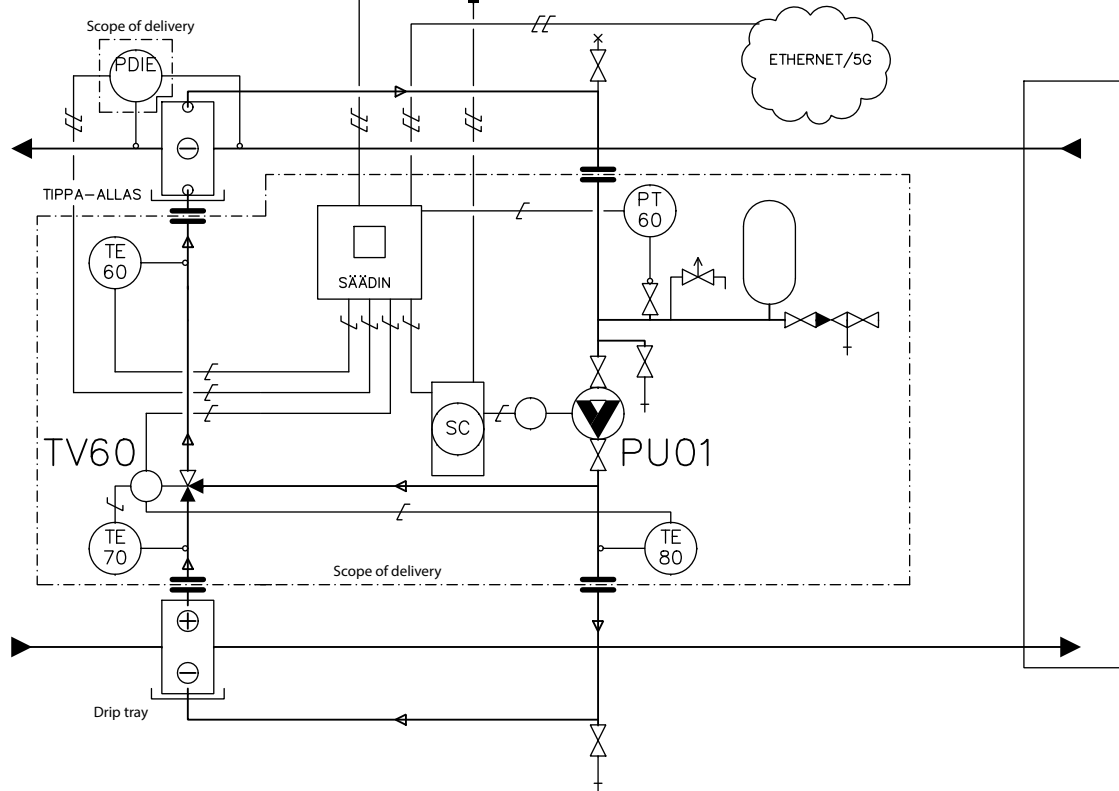 Scope of delivery
PDIE
ETHERNET/5G
TIPPA-ALLAS
PT
60
TE
60
SÄÄDIN
SC
TV60
PU01
TE
70
TE
80
Scope of delivery
Drip tray